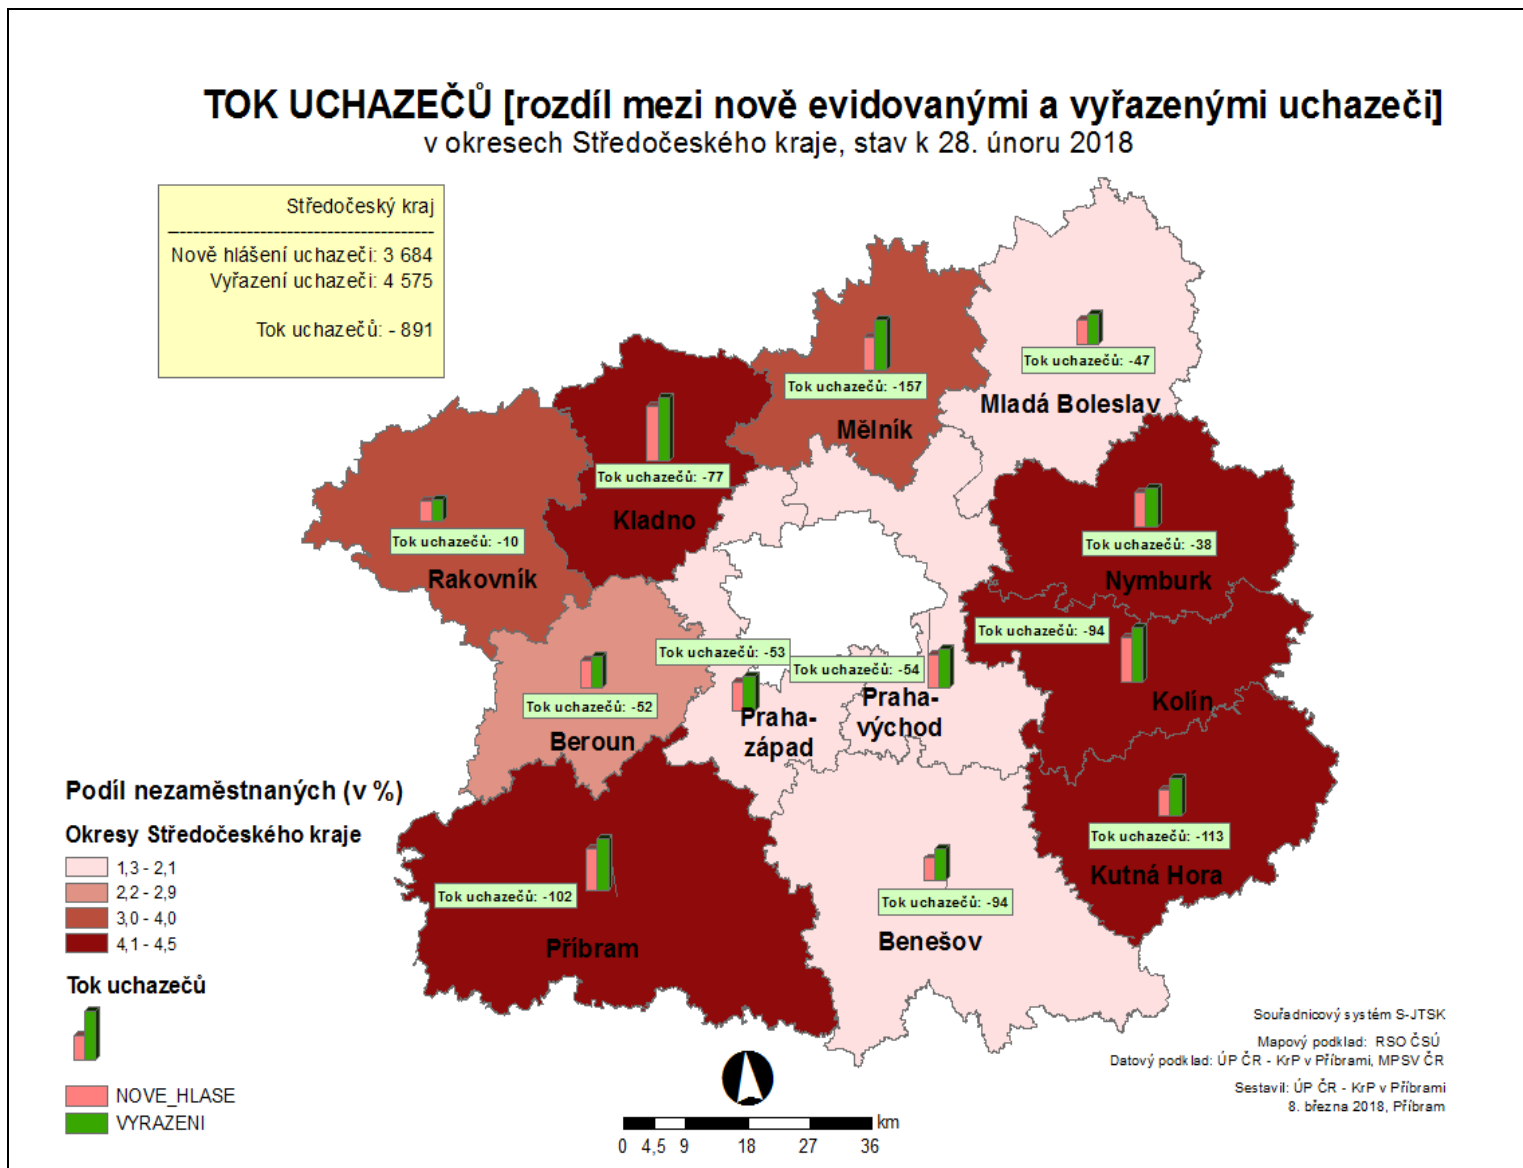 TOK UCHAZEČŮ [rozdíl mezi nově evidovanými a vyřazenými uchazeči]
v okresech Středočeského kraje, stav k 28. únoru 2018
Středočeský kraj
Nově hlášení uchazeči: 3 684
Vyřazení uchazeči: 4 575
Tok uchazečů: - 891
Tok uchazečů: -47
Mladá Boleslav
Tok uchazečů: -157
Mělník
Tok uchazečů: -77
Kladno
Tok uchazečů: -10
Rakovník
Tok uchazečů: -38
Nymburk
Tok uchazečů: -94
Kolín
Tok uchazečů: -53
Praha-
západ
Tok uchazečů: -54
Praha-
východ
Tok uchazečů: -52
Beroun
Tok uchazečů: -113
Kutná Hora
Tok uchazečů: -102
Příbram
Tok uchazečů: -94
Benešov
Podíl nezaměstnaných (v %)
Okresy Středočeského kraje
1,3 - 2,1
2,2 - 2,9
3,0 - 4,0
4,1 - 4,5
Tok uchazečů
NOVE_HLASE
VYRAZENI
km
0 4,5 9 18 27 36
Souřadnicový systém S-JTSK
Mapový podklad: RSO ČSÚ
Datový podklad: ÚP ČR - KrP v Příbrami, MPSV ČR
Sestavil: ÚP ČR - KrP v Příbrami
8. března 2018, Příbram